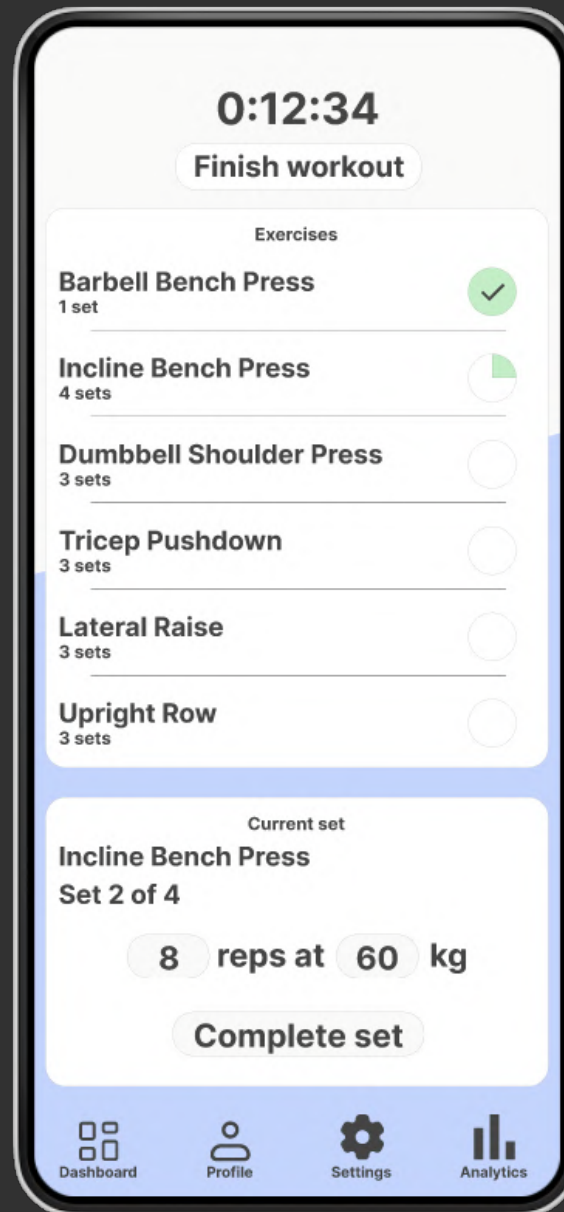 0:12:34
Finish workout
Exercises
Barbell Bench Press
1 set
Incline Bench Press
4 sets
Dumbbell Shoulder Press
3 sets
Tricep Pushdown
3 sets
Lateral Raise
3 sets
Upright Row
3 sets
Current set
Incline Bench Press
Set 2 of 4
8 reps at 60 kg
Complete set
Dashboard Profile Settings Analytics